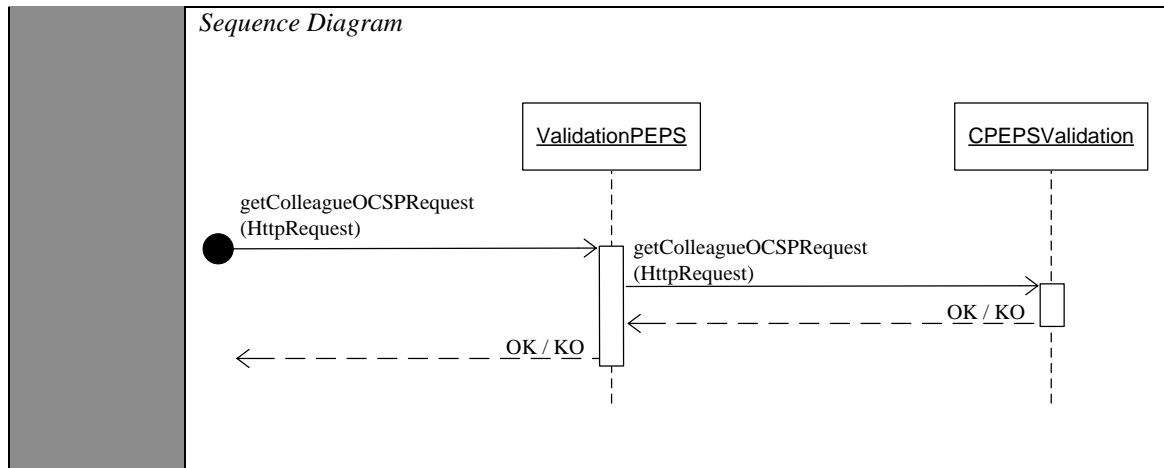 Sequence Diagram
ValidationPEPS
CPEPSValidation
getColleagueOCSPRequest
(HttpRequest)
getColleagueOCSPRequest
(HttpRequest)
OK / KO
OK / KO